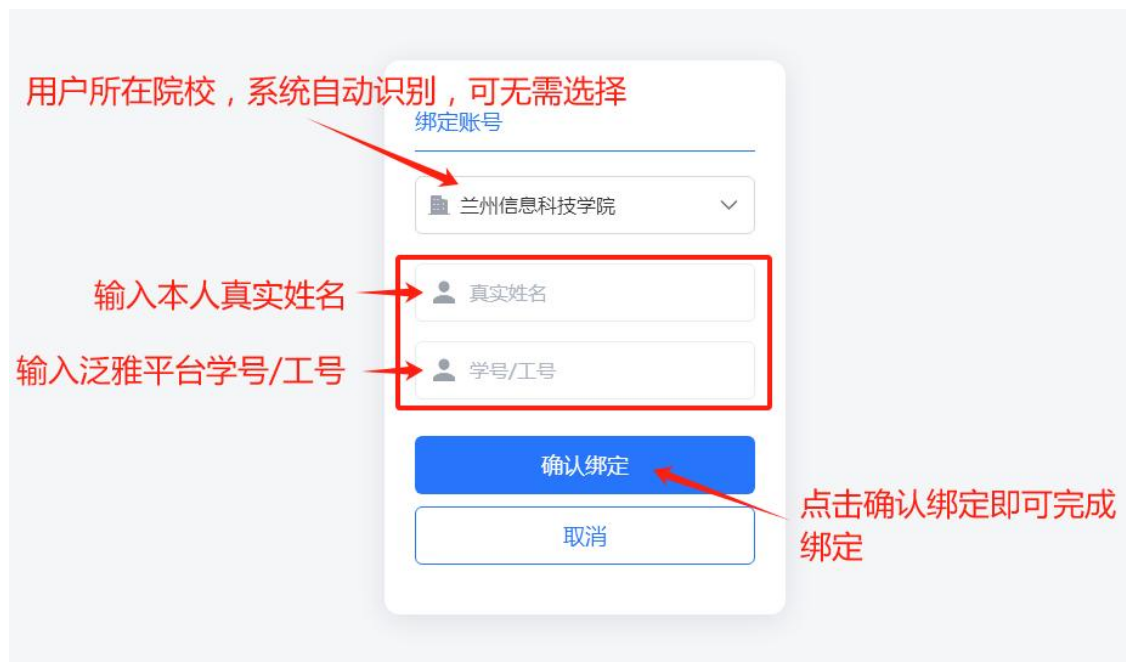 用户所在院校，系统自动识别，可无需选择
绑定账号
兰州信息科技学院
输入本人真实姓名
真实姓名
输入泛雅平台学号/工号
学号/工号
确认绑定
点击确认绑定即可完成
绑定
取消